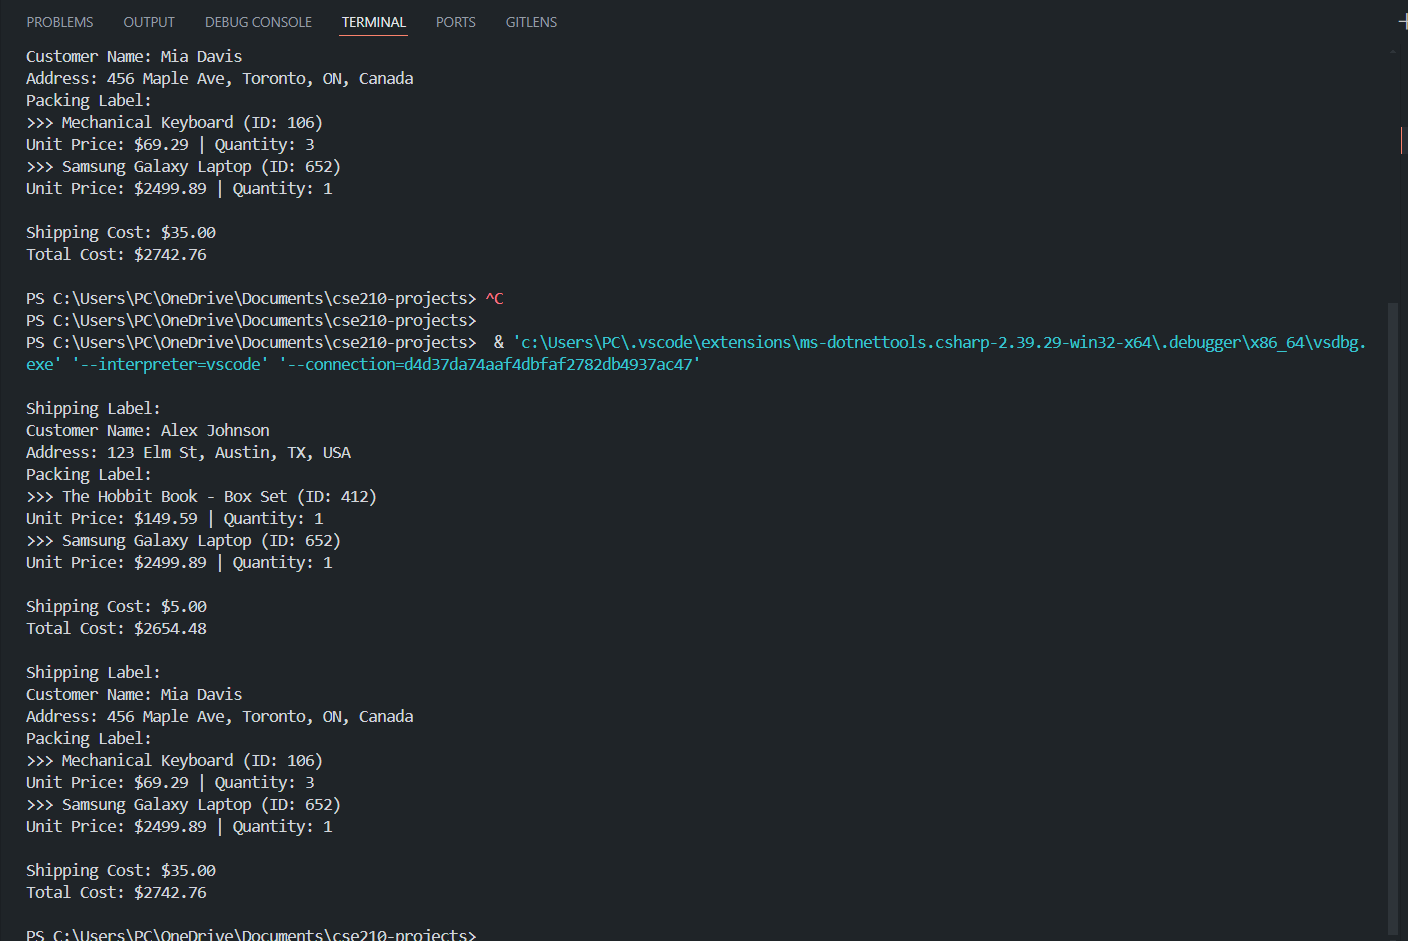 PROBLEMS OUTPUT DEBUG CONSOLE TERMINAL PORTS GITLENS
Customer Name: Mia Davis
Address: 456 Maple Ave, Toronto, ON, Canada
Packing Label:
>>> Mechanical Keyboard (ID: 106)
Unit Price: $69.29 | Quantity: 3
>>> Samsung Galaxy Laptop (ID: 652)
Unit Price: $2499.89 | Quantity: 1
Shipping Cost: $35.00
Total Cost: $2742.76
PS C:\Users\PC\OneDrive\Documents\cse210-projects> ^C
PS C:\Users\PC\OneDrive\Documents\cse210-projects>
PS C:\Users\PC\OneDrive\Documents\cse210-projects>  & 'c:\Users\PC\.vscode\extensions\ms-dotnettools.csharp-2.39.29-win32-x64\.debugger\x86_64\vsdbg.
exe' '--interpreter=vscode' '--connection=d4d37da74aaf4dbfaf2782db4937ac47'
Shipping Label:
Customer Name: Alex Johnson
Address: 123 Elm St, Austin, TX, USA
Packing Label:
>>> The Hobbit Book - Box Set (ID: 412)
Unit Price: $149.59 | Quantity: 1
>>> Samsung Galaxy Laptop (ID: 652)
Unit Price: $2499.89 | Quantity: 1
Shipping Cost: $5.00
Total Cost: $2654.48
Shipping Label:
Customer Name: Mia Davis
Address: 456 Maple Ave, Toronto, ON, Canada
Packing Label:
>>> Mechanical Keyboard (ID: 106)
Unit Price: $69.29 | Quantity: 3
>>> Samsung Galaxy Laptop (ID: 652)
Unit Price: $2499.89 | Quantity: 1
Shipping Cost: $35.00
Total Cost: $2742.76
PS C:\Users\PC\OneDrive\Documents\cse210-projects>